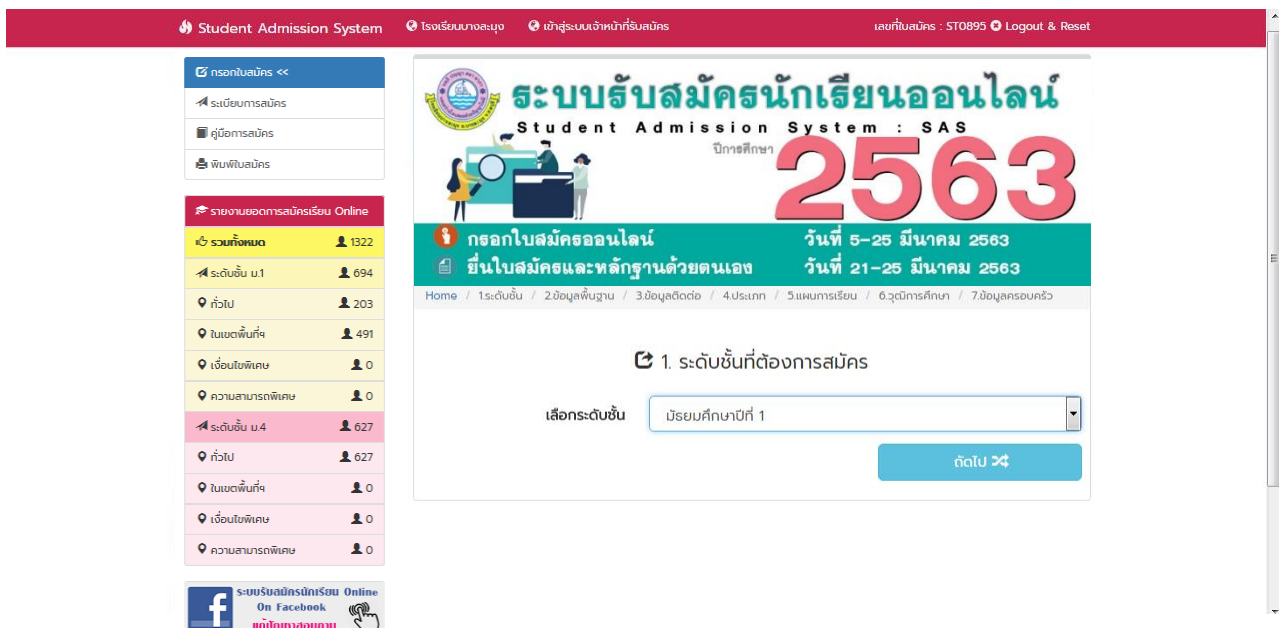 Student Admission System โรงเรียนบางละมุง เข้าสู่ระบบเจ้าหน้าที่รับสมัคร เลขที่ใบสมัคร : ST0895 Logout & Reset
กรอกใบสมัคร <<
ระเบียบการสมัคร
คู่มือการสมัคร
พิมพ์ใบสมัคร
รายงานยอดการสมัครเรียน Online
รวมทั้งหมด 1322
ระดับชั้น ม.1 694
ทั่วไป 203
ในเขตพื้นที่ฯ 491
เงื่อนไขพิเศษ 0
ความสามารถพิเศษ 0
ระดับชั้น ม.4 627
ทั่วไป 627
ในเขตพื้นที่ฯ 0
เงื่อนไขพิเศษ 0
ความสามารถพิเศษ 0
ระบบรับสมัครนักเรียน Online
On Facebook
แก้ปัญหาสอบถาม
ระบบรับสมัครนักเรียนออนไลน์
Student Admission System : SAS
ปีการศึกษา 2563
กรอกใบสมัครออนไลน์ วันที่ 5-25 มีนาคม 2563
ยื่นใบสมัครและหลักฐานด้วยตนเอง วันที่ 21-25 มีนาคม 2563
Home / 1.ระดับชั้น / 2.ข้อมูลพื้นฐาน / 3.ข้อมูลติดต่อ / 4.ประเภท / 5.แผนการเรียน / 6.วุฒิการศึกษา / 7.ข้อมูลครอบครัว
1. ระดับชั้นที่ต้องการสมัคร
เลือกระดับชั้น มัธยมศึกษาปีที่ 1
ถัดไป